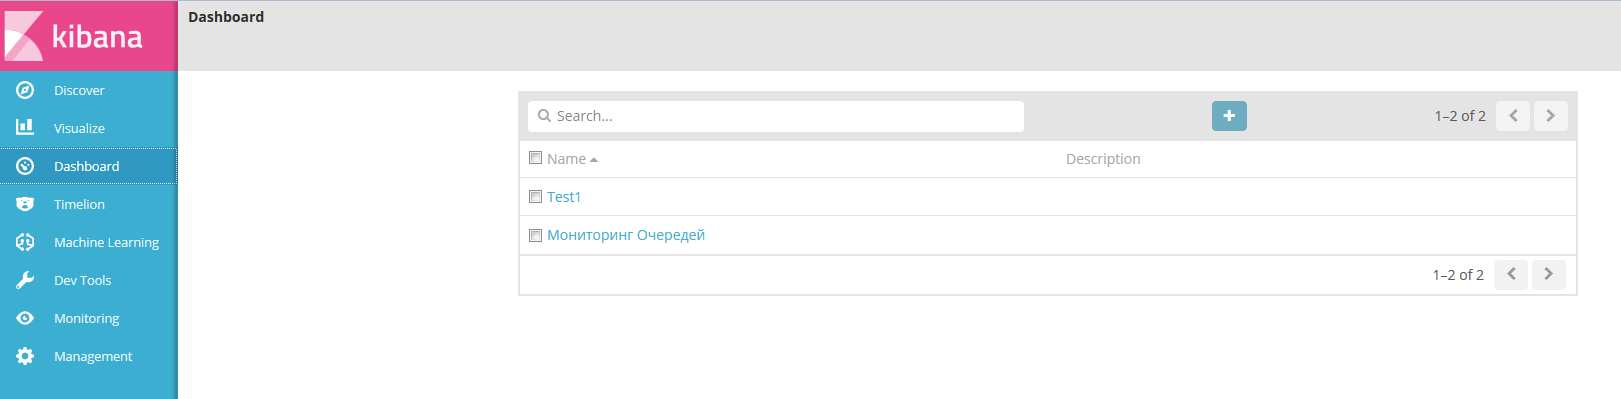 kibana
Dashboard
Discover
Visualize
Dashboard
Timelion
Machine Learning
Dev Tools
Monitoring
Management
Search...
1–2 of 2
Name Description
Test1
Мониторинг Очередей
1–2 of 2